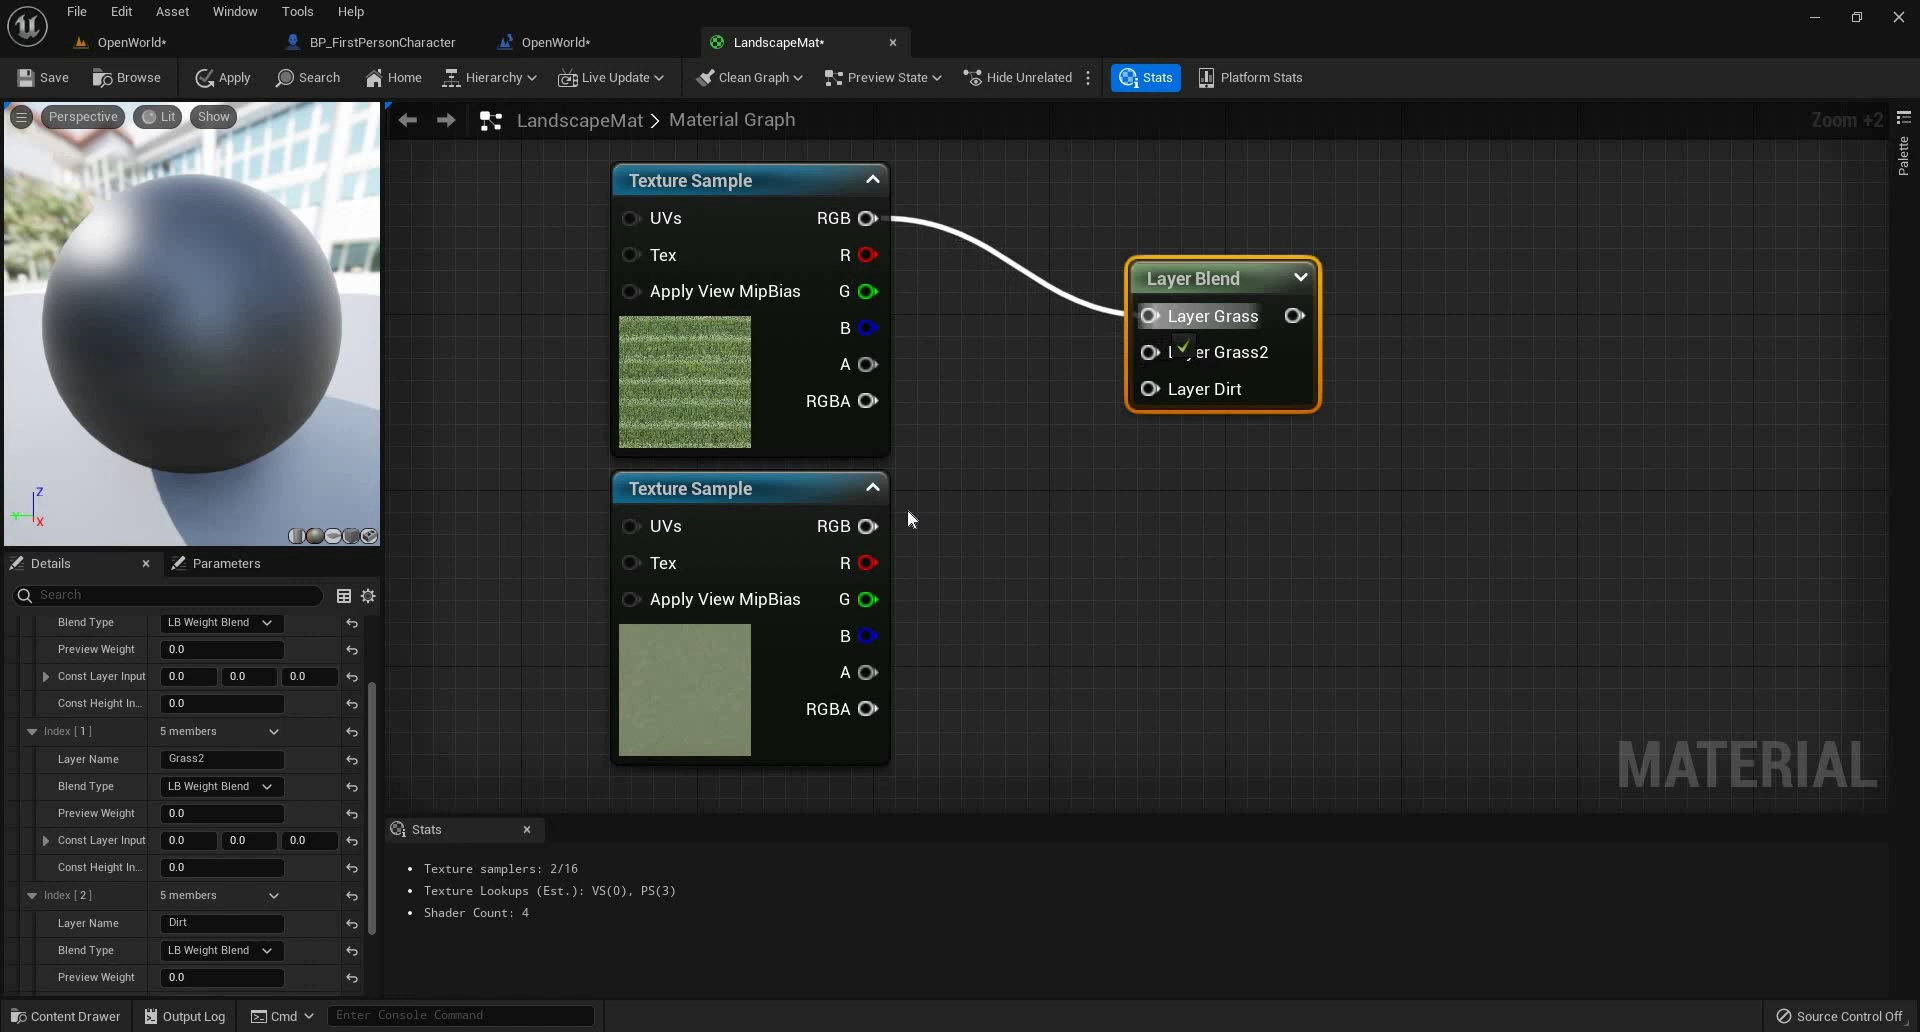 File Edit Asset Window Tools Help
OpenWorld* BP_FirstPersonCharacter OpenWorld* LandscapeMat*
Save Browse Apply Search Home Hierarchy Live Update Clean Graph Preview State Hide Unrelated Stats Platform Stats
Perspective Lit Show
LandscapeMat > Material Graph
Zoom +2
Palette
Texture Sample
UVs RGB
Tex R
Apply View MipBias G
B
A
RGBA
Layer Blend
Layer Grass
Layer Grass2
Layer Dirt
Texture Sample
UVs RGB
Tex R
Apply View MipBias G
B
A
RGBA
MATERIAL
Z
Y
X
Details Parameters
Search
Blend Type LB Weight Blend
Preview Weight 0.0
Const Layer Input 0.0 0.0 0.0
Const Height In... 0.0
Index [ 1 ] 5 members
Layer Name Grass2
Blend Type LB Weight Blend
Preview Weight 0.0
Const Layer Input 0.0 0.0 0.0
Const Height In... 0.0
Index [ 2 ] 5 members
Layer Name Dirt
Blend Type LB Weight Blend
Preview Weight 0.0
Stats
• Texture samplers: 2/16
• Texture Lookups (Est.): VS(0), PS(3)
• Shader Count: 4
Content Drawer Output Log Cmd Enter Console Command Source Control Off